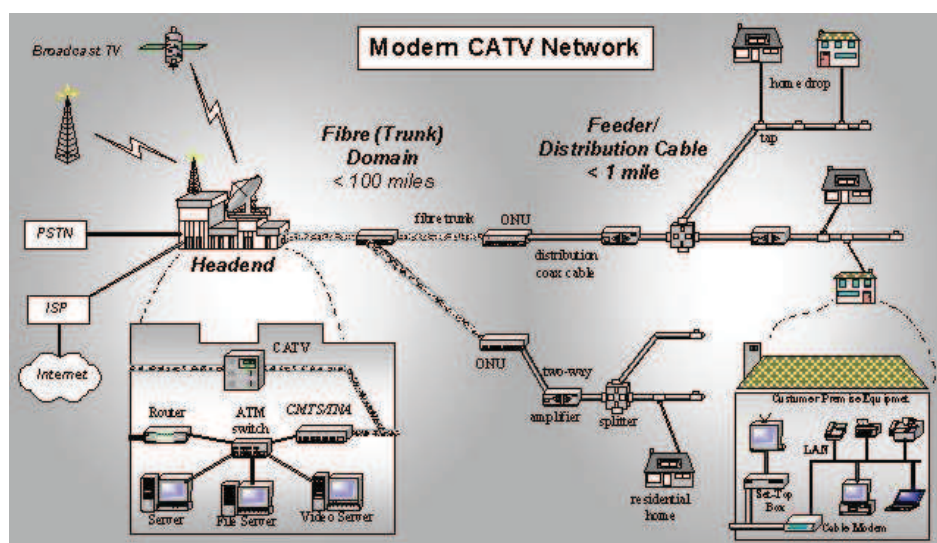 Modern CATV Network
Broadcast TV
Fibre (Trunk)
Domain
< 100 miles
Feeder/
Distribution Cable
< 1 mile
home drop
tap
PSTN
Headend
fibre trunk
ONU
distribution
coax cable
ISP
Internet
CATV
Router
ATM
switch
CMTS/INA
Server
File Server
Video Server
ONU
two-way
amplifier
splitter
residential
home
Customer Premise Equipmet
LAN
Set-Top
Box
Cable Modem